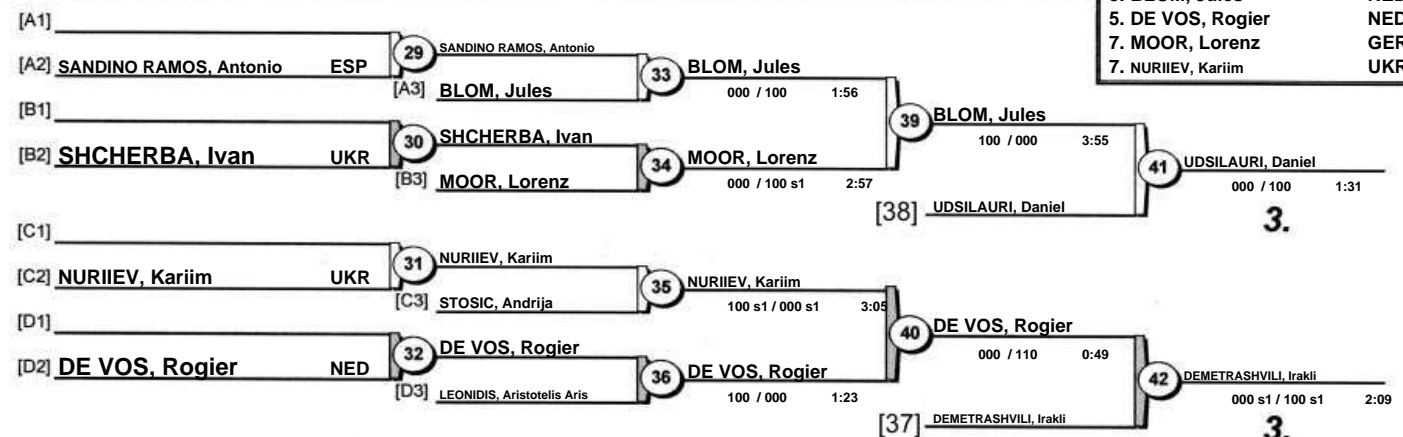 [A1]
[A2] SANDINO RAMOS, Antonio ESP
29
SANDINO RAMOS, Antonio
[A3] BLOM, Jules
33
BLOM, Jules
000 / 100 1:56
[B1]
[B2] SHCHERBA, Ivan UKR
30
SHCHERBA, Ivan
[B3] MOOR, Lorenz
34
MOOR, Lorenz
000 / 100 s1 2:57
39
BLOM, Jules
100 / 000 3:55
[38] UDSILAURI, Daniel
41
UDSILAURI, Daniel
000 / 100 1:31
3.
[C1]
[C2] NURIIEV, Kariim UKR
31
NURIIEV, Kariim
[C3] STOSIC, Andrija
35
NURIIEV, Kariim
100 s1 / 000 s1 3:05
[D1]
[D2] DE VOS, Rogier NED
32
DE VOS, Rogier
[D3] LEONIDIS, Aristotelis Aris
36
DE VOS, Rogier
100 / 000 1:23
40
DE VOS, Rogier
000 / 110 0:49
[37] DEMETRASHVILI, Irakli
42
DEMETRASHVILI, Irakli
000 s1 / 100 s1 2:09
3.
5. DE VOS, Rogier NED
7. MOOR, Lorenz GER
7. NURIIEV, Kariim UKR